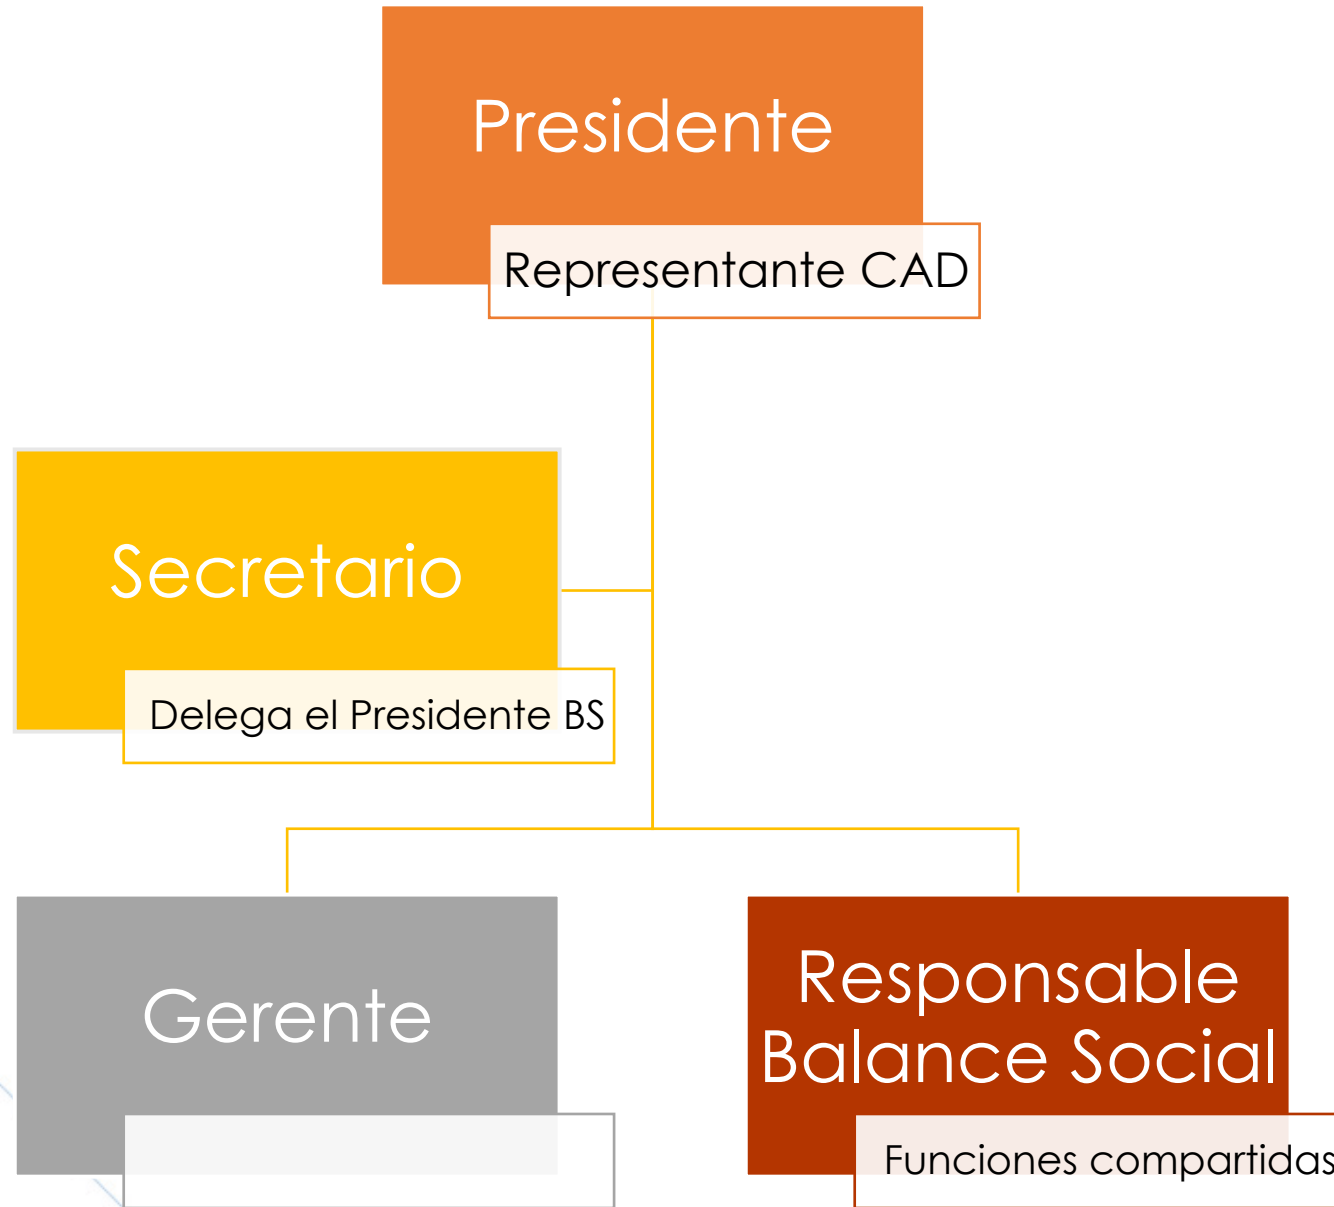 Presidente
Representante CAD
Secretario
Delega el Presidente BS
Gerente
Responsable
Balance Social
Funciones compartidas